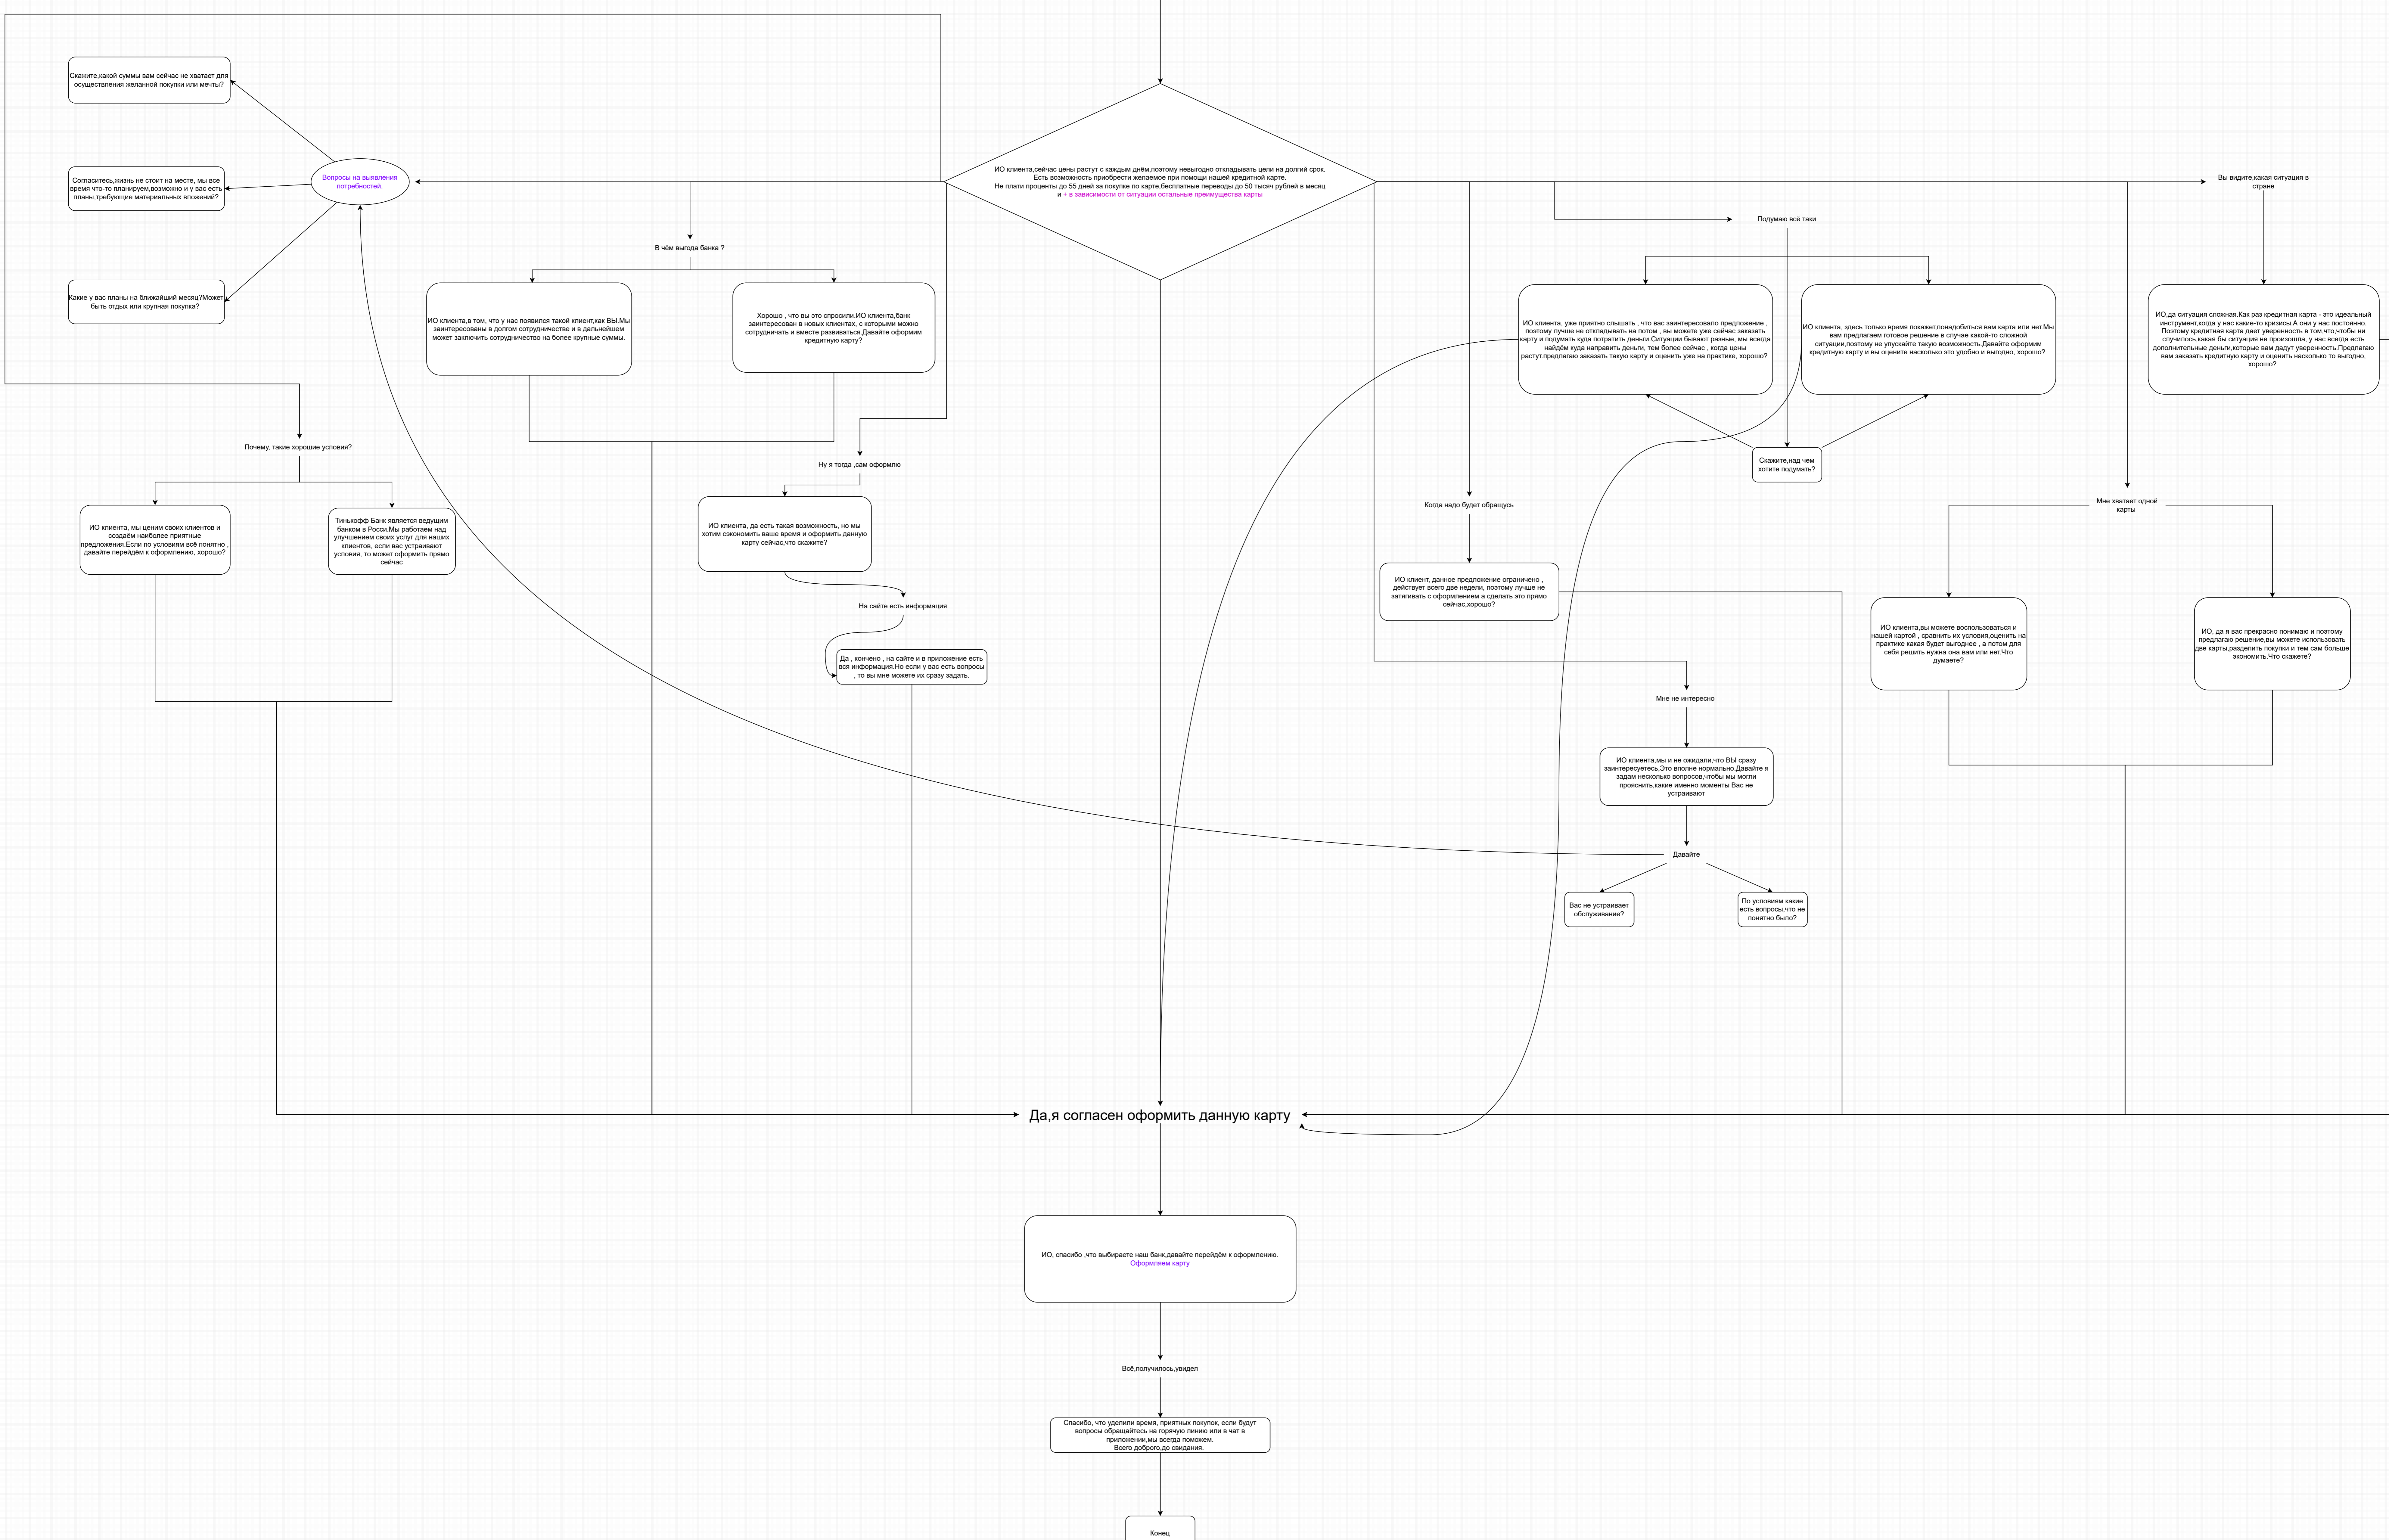 Скажите,какой суммы вам сейчас не хватает для
осуществления желанной покупки или мечты?
Согласитесь,жизнь не стоит на месте, мы все
время что-то планируем,возможно и у вас есть
планы,требующие материальных вложений?
Какие у вас планы на ближайший месяц?Может
быть отдых или крупная покупка?
Вопросы на выявления
потребностей.
ИО клиента,сейчас цены растут с каждым днём,поэтому невыгодно откладывать цели на долгий срок.
Есть возможность приобрести желаемое при помощи нашей кредитной карте.
Не плати проценты до 55 дней за покупке по карте,бесплатные переводы до 50 тысяч рублей в месяц
и + в зависимости от ситуации остальные преимущества карты
В чём выгода банка ?
ИО клиента,в том, что у нас появился такой клиент,как ВЫ.Мы
заинтересованы в долгом сотрудничестве и в дальнейшем
может заключить сотрудничество на более крупные суммы.
Хорошо , что вы это спросили.ИО клиента,банк
заинтересован в новых клиентах, с которыми можно
сотрудничать и вместе развиваться.Давайте оформим
кредитную карту?
Почему, такие хорошие условия?
ИО клиента, мы ценим своих клиентов и
создаём наиболее приятные
предложения.Если по условиям всё понятно ,
давайте перейдём к оформлению, хорошо?
Тинькофф Банк является ведущим
банком в Росси.Мы работаем над
улучшением своих услуг для наших
клиентов, если вас устраивают
условия, то может оформить прямо
сейчас
Ну я тогда ,сам оформлю
ИО клиента, да есть такая возможность, но мы
хотим сэкономить ваше время и оформить данную
карту сейчас,что скажите?
На сайте есть информация
Да , кончено , на сайте и в приложение есть
вся информация.Но если у вас есть вопросы
, то вы мне можете их сразу задать.
Подумаю всё таки
ИО клиента, уже приятно слышать , что вас заинтересовало предложение ,
поэтому лучше не откладывать на потом , вы можете уже сейчас заказать
карту и подумать куда потратить деньги.Ситуации бывают разные, мы всегда
найдём куда направить деньги, тем более сейчас , когда цены
растут.предлагаю заказать такую карту и оценить уже на практике, хорошо?
ИО клиента, здесь только время покажет,понадобиться вам карта или нет.Мы
вам предлагаем готовое решение в случае какой-то сложной
ситуации,поэтому не упускайте такую возможность.Давайте оформим
кредитную карту и вы оцените насколько это удобно и выгодно, хорошо?
Скажите,над чем
хотите подумать?
Вы видите,какая ситуация в
стране
ИО,да ситуация сложная.Как раз кредитная карта - это идеальный
инструмент,когда у нас какие-то кризисы.А они у нас постоянно.
Поэтому кредитная карта дает уверенность в том,что,чтобы ни
случилось,какая бы ситуация не произошла, у нас всегда есть
дополнительные деньги,которые вам дадут уверенность.Предлагаю
вам заказать кредитную карту и оценить насколько то выгодно,
хорошо?
Когда надо будет обращусь
ИО клиент, данное предложение ограничено ,
действует всего две недели, поэтому лучше не
затягивать с оформлением а сделать это прямо
сейчас,хорошо?
Мне хватает одной
карты
ИО клиента,вы можете воспользоваться и
нашей картой , сравнить их условия,оценить на
практике какая будет выгоднее , а потом для
себя решить нужна она вам или нет.Что
думаете?
ИО, да я вас прекрасно понимаю и поэтому
предлагаю решение,вы можете использовать
две карты,разделить покупки и тем сам больше
экономить.Что скажете?
Мне не интересно
ИО клиента,мы и не ожидали,что ВЫ сразу
заинтересуетесь,Это вполне нормально.Давайте я
задам несколько вопросов,чтобы мы могли
прояснить,какие именно моменты Вас не
устраивают
Давайте
Вас не устраивает
обслуживание?
По условиям какие
есть вопросы,что не
понятно было?
Да,я согласен оформить данную карту
ИО, спасибо ,что выбираете наш банк,давайте перейдём к оформлению.
Оформляем карту
Всё,получилось,увидел
Спасибо, что уделили время, приятных покупок, если будут
вопросы обращайтесь на горячую линию или в чат в
приложении,мы всегда поможем.
Всего доброго,до свидания.
Конец